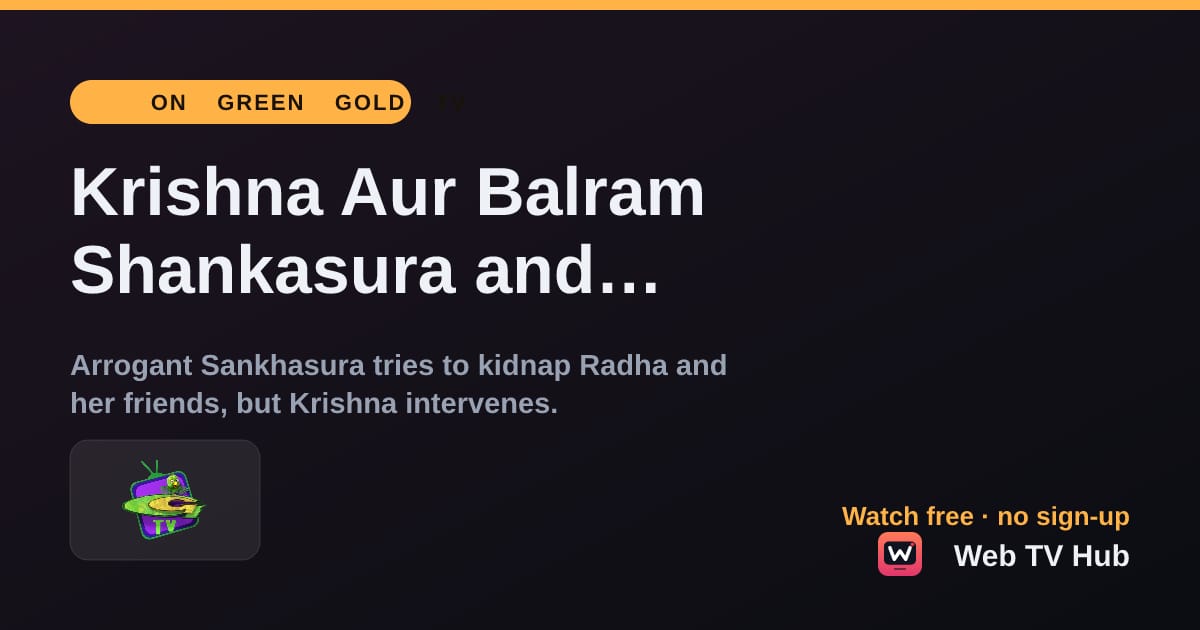 ON GREEN GOLD TV
Krishna Aur Balram
Shankasura and...
Arrogant Sankhasura tries to kidnap Radha and
her friends, but Krishna intervenes.
TV
Watch free · no sign-up
W
Web TV Hub